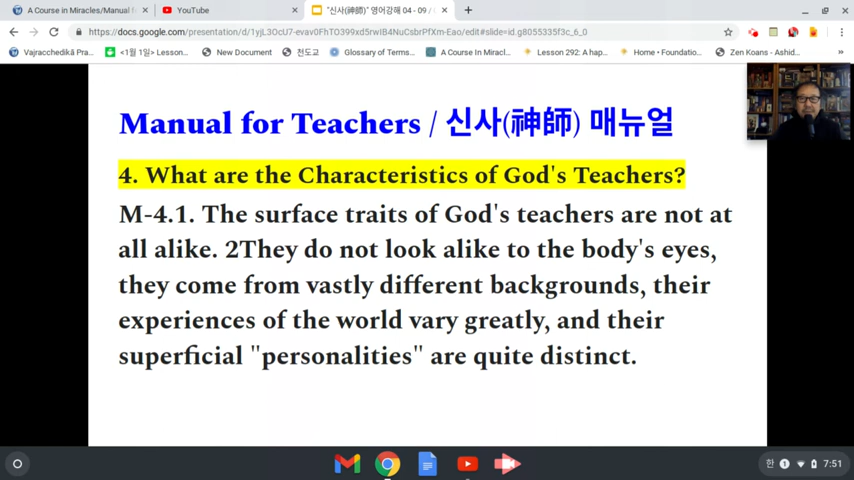 A Course in Miracles/Manual f
YouTube
"신사(神師)" 영어강해 04 - 09 /
https://docs.google.com/presentation/d/1yjL3OcU7-evav0FhTO399xd5rwIB4NuCsbrPfXm-Eao/edit#slide=id.g8055335f3c_6_0
Vajracchedikā Pra...
<1월 1일> Lesson...
New Document
천도교
Glossary of Terms...
A Course In Miracl...
Lesson 292: A hap...
Home • Foundatio...
Zen Koans - Ashid...
»
Manual for Teachers / 신사(神師) 매뉴얼
4. What are the Characteristics of God's Teachers?
M-4.1. The surface traits of God's teachers are not at
all alike. 2They do not look alike to the body's eyes,
they come from vastly different backgrounds, their
experiences of the world vary greatly, and their
superficial "personalities" are quite distinct.
한 1 7:51